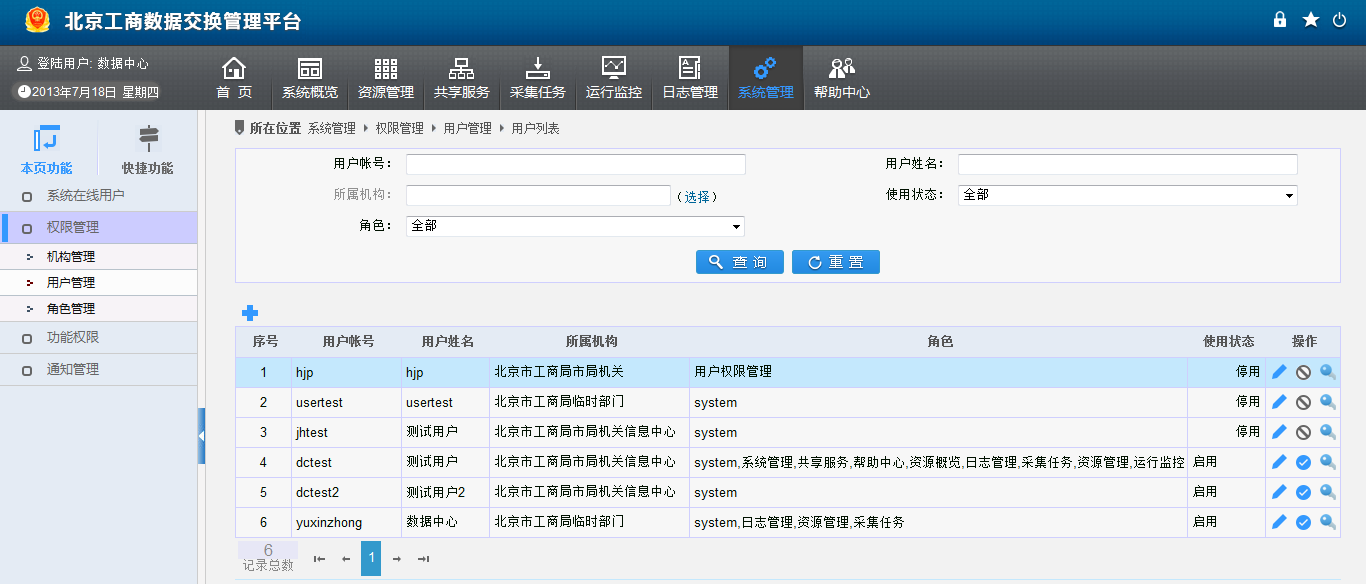 北京工商数据交换管理平台
登陆用户: 数据中心
2013年7月18日 星期四
首 页 系统概览 资源管理 共享服务 采集任务 运行监控 日志管理 系统管理 帮助中心
本页功能 快捷功能
系统在线用户
权限管理
机构管理
用户管理
角色管理
功能权限
通知管理
所在位置 系统管理 权限管理 用户管理 用户列表
用户帐号： 用户姓名：
所属机构： （选择） 使用状态： 全部
角色： 全部
查 询 重 置
序号 用户帐号 用户姓名 所属机构 角色 使用状态 操作
1 hjp hjp 北京市工商局市局机关 用户权限管理 停用
2 usertest usertest 北京市工商局临时部门 system 停用
3 jhtest 测试用户 北京市工商局市局机关信息中心 system 停用
4 dctest 测试用户 北京市工商局市局机关信息中心 system,系统管理,共享服务,帮助中心,资源概览,日志管理,采集任务,资源管理,运行监控 启用
5 dctest2 测试用户2 北京市工商局市局机关信息中心 system 启用
6 yuxinzhong 数据中心 北京市工商局临时部门 system,日志管理,资源管理,采集任务 启用
6
记录总数
1